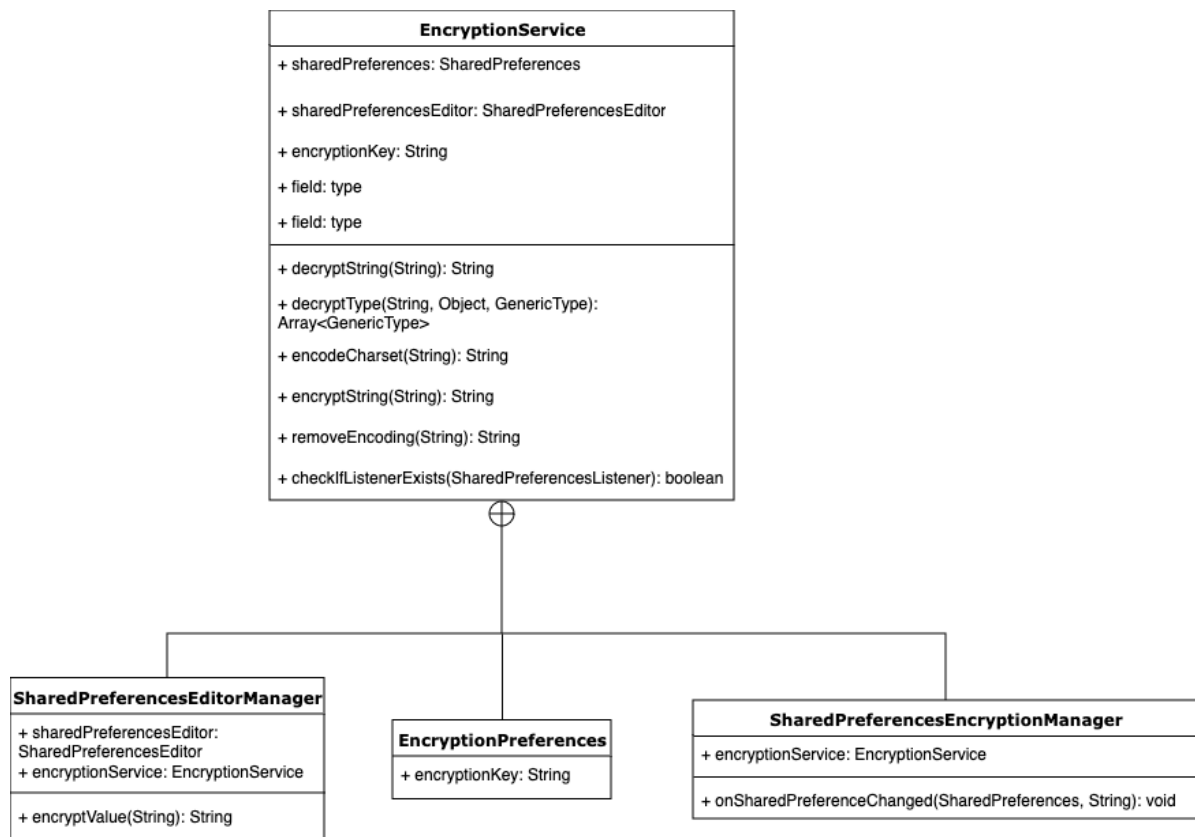 EncryptionService
+ sharedPreferences: SharedPreferences
+ sharedPreferencesEditor: SharedPreferencesEditor
+ encryptionKey: String
+ field: type
+ field: type
+ decryptString(String): String
+ decryptType(String, Object, GenericType):
Array<GenericType>
+ encodeCharset(String): String
+ encryptString(String): String
+ removeEncoding(String): String
+ checkIfListenerExists(SharedPreferencesListener): boolean
SharedPreferencesEditorManager
+ sharedPreferencesEditor:
SharedPreferencesEditor
+ encryptionService: EncryptionService
+ encryptValue(String): String
EncryptionPreferences
+ encryptionKey: String
SharedPreferencesEncryptionManager
+ encryptionService: EncryptionService
+ onSharedPreferenceChanged(SharedPreferences, String): void